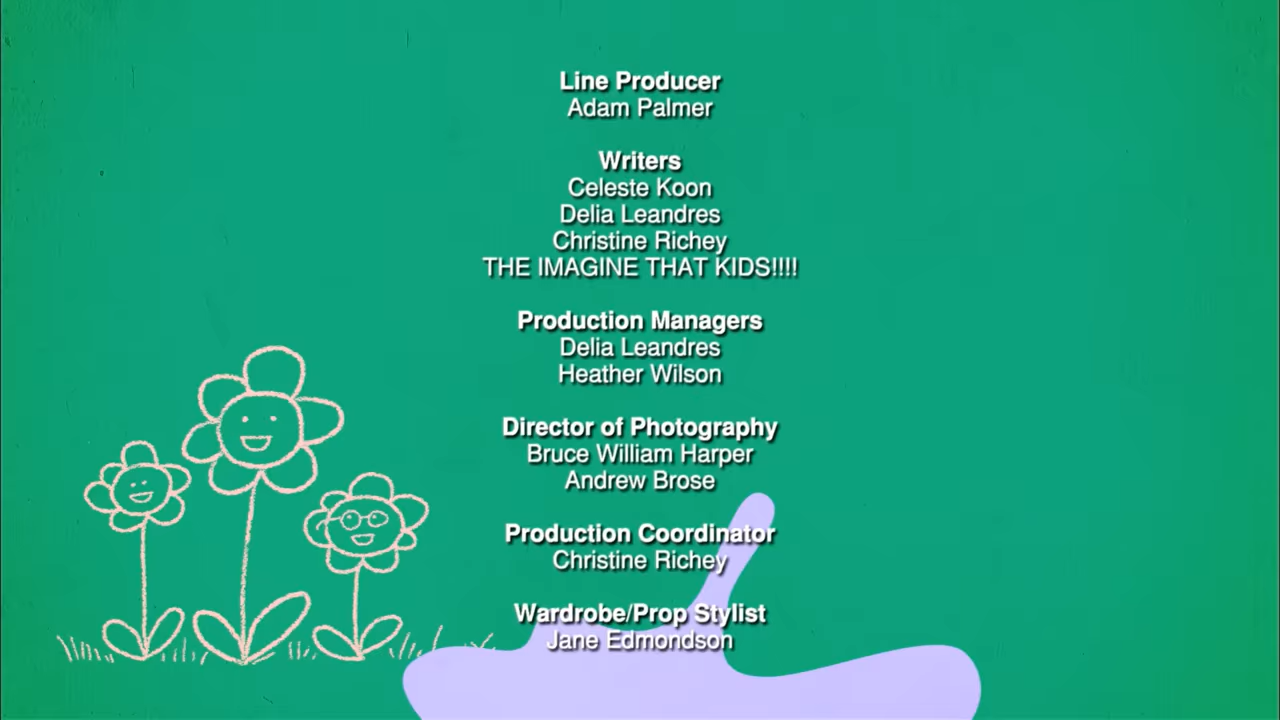 Line Producer
Adam Palmer
Writers
Celeste Koon
Delia Leandres
Christine Richey
THE IMAGINE THAT KIDS!!!!
Production Managers
Delia Leandres
Heather Wilson
Director of Photography
Bruce William Harper
Andrew Brose
Production Coordinator
Christine Richey
Wardrobe/Prop Stylist
Jane Edmondson